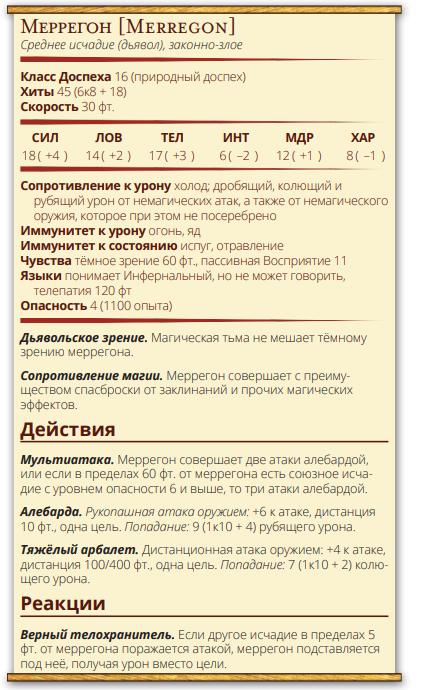 Меррегон [Merregon]
Среднее исчадие (дьявол), законно-злое
Класс Доспеха 16 (природный доспех)
Хиты 45 (6к8 + 18)
Скорость 30 фт.
СИЛ ЛОВ ТЕЛ ИНТ МДР ХАР
18 ( +4 ) 14 ( +2 ) 17 ( +3 ) 6 ( –2 ) 12 ( +1 ) 8 ( –1 )
Сопротивление к урону холод; дробящий, колющий и
рубящий урон от немагических атак, а также от немагического
оружия, которое при этом не посеребрено
Иммунитет к урону огонь, яд
Иммунитет к состоянию испуг, отравление
Чувства тёмное зрение 60 фт., пассивная Восприятие 11
Языки понимает Инфернальный, но не может говорить,
телепатия 120 фт
Опасность 4 (1100 опыта)
Дьявольское зрение. Магическая тьма не мешает тёмному
зрению меррегона.
Сопротивление магии. Меррегон совершает с преиму-
ществом спасброски от заклинаний и прочих магических
эффектов.
Действия
Мультиатака. Меррегон совершает две атаки алебардой,
или если в пределах 60 фт. от меррегона есть союзное исча-
дие с уровнем опасности 6 и выше, то три атаки алебардой.
Алебарда. Рукопашная атака оружием: +6 к атаке, дистанция
10 фт., одна цель. Попадание: 9 (1к10 + 4) рубящего урона.
Тяжёлый арбалет. Дистанционная атака оружием: +4 к атаке,
дистанция 100/400 фт., одна цель. Попадание: 7 (1к10 + 2) колю-
щего урона.
Реакции
Верный телохранитель. Если другое исчадие в пределах 5
фт. от меррегона поражается атакой, меррегон подставляется
под неё, получая урон вместо цели.